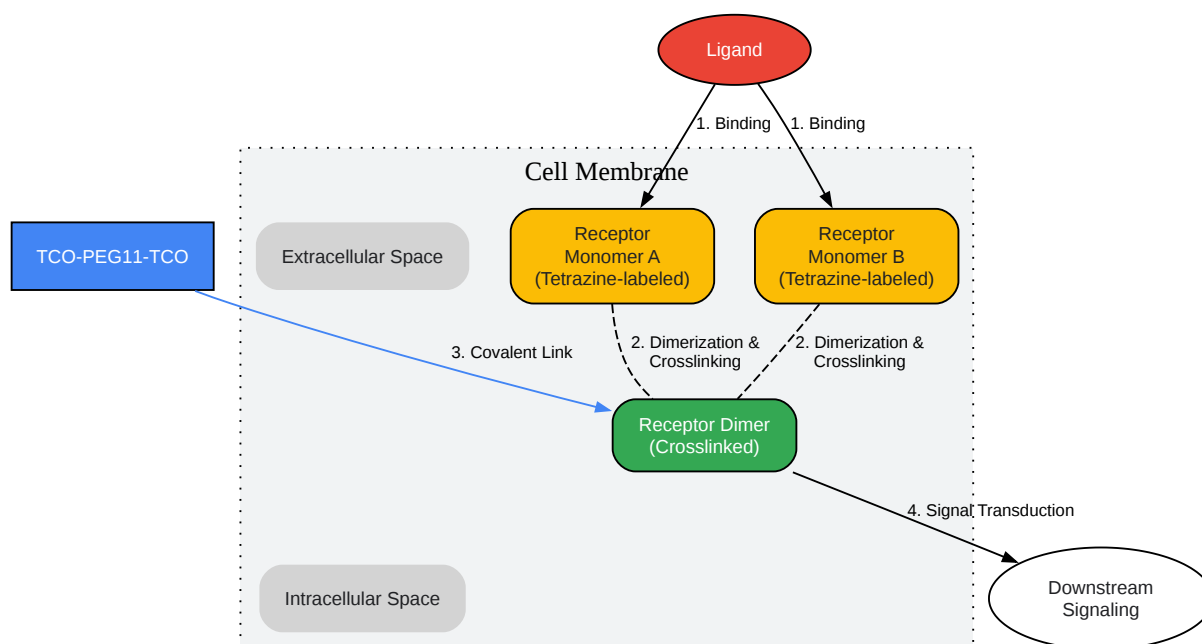 Ligand
1. Binding
1. Binding
Cell Membrane
TCO-PEG11-TCO
Extracellular Space
Receptor
Monomer A
(Tetrazine-labeled)
Receptor
Monomer B
(Tetrazine-labeled)
3. Covalent Link
2. Dimerization &
Crosslinking
2. Dimerization &
Crosslinking
Receptor Dimer
(Crosslinked)
4. Signal Transduction
Intracellular Space
Downstream
Signaling